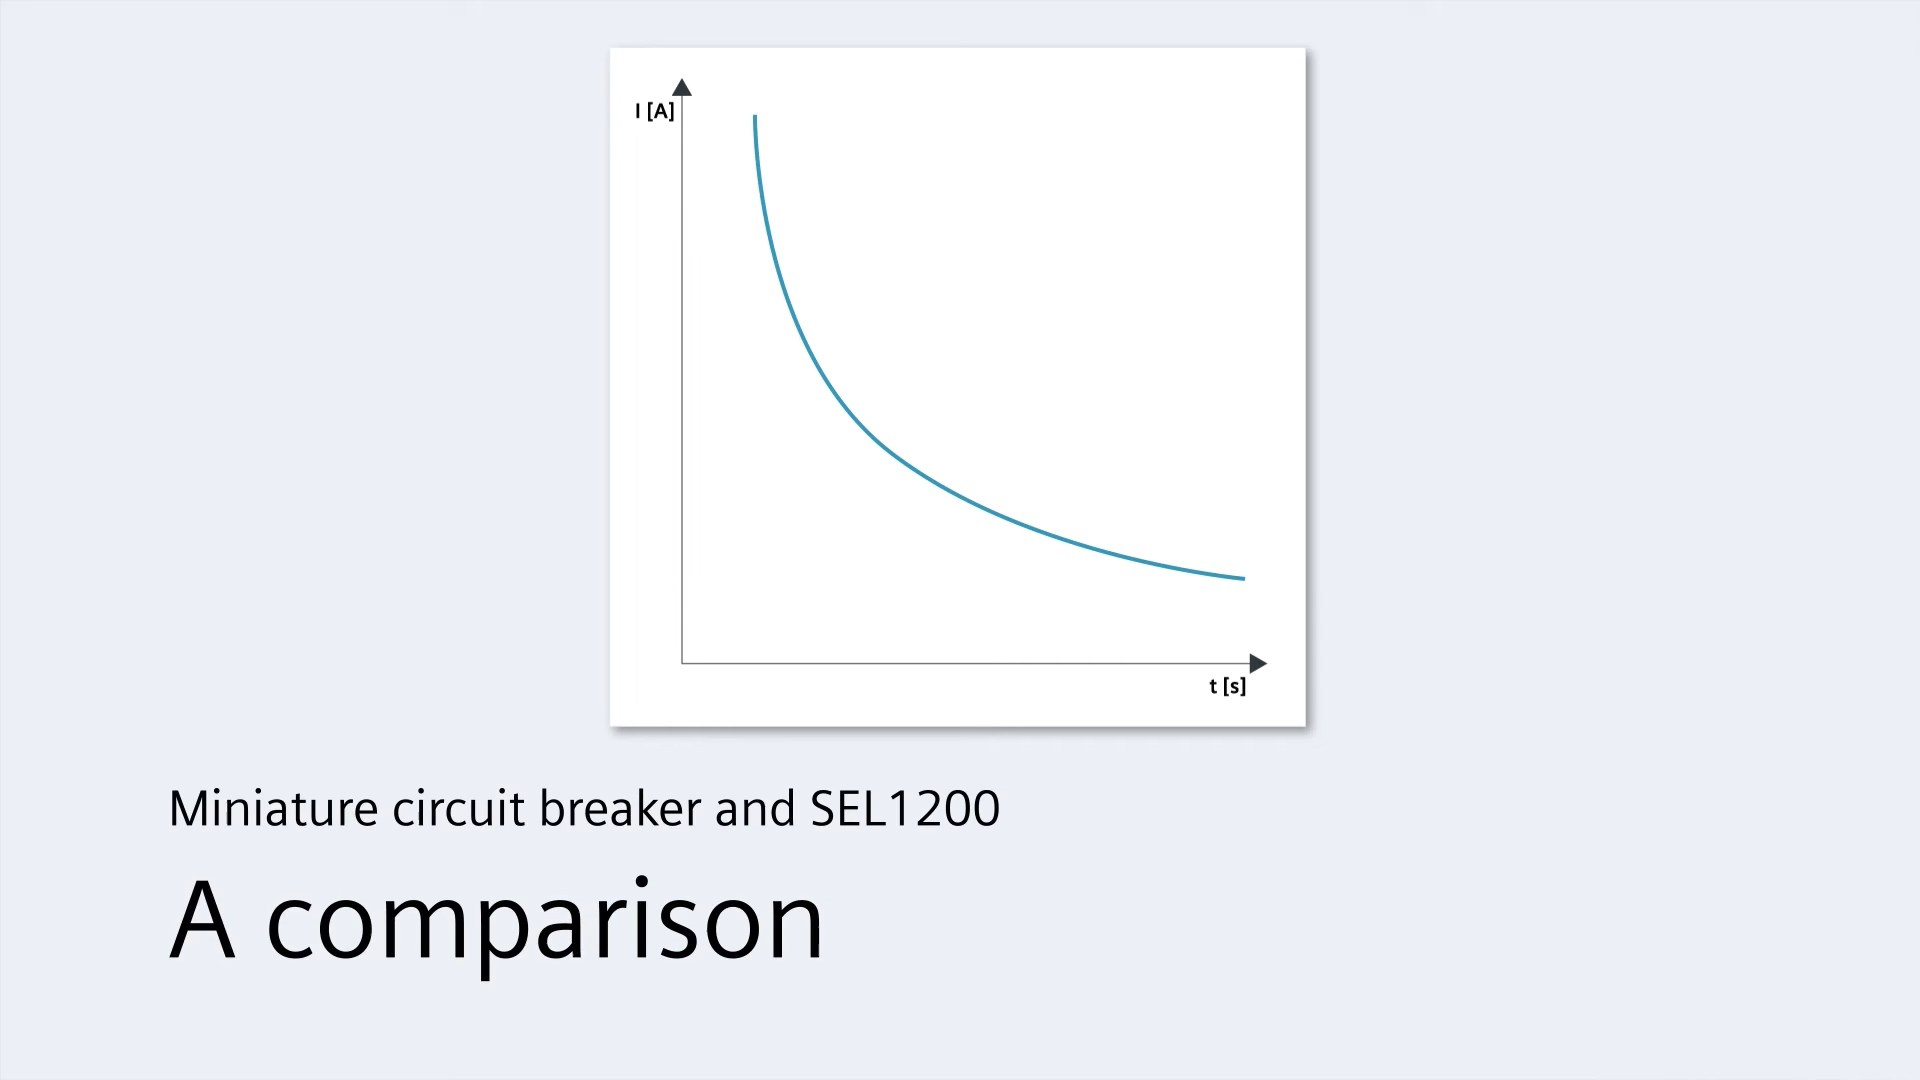 I [A]
t [s]
Miniature circuit breaker and SEL1200
A comparison